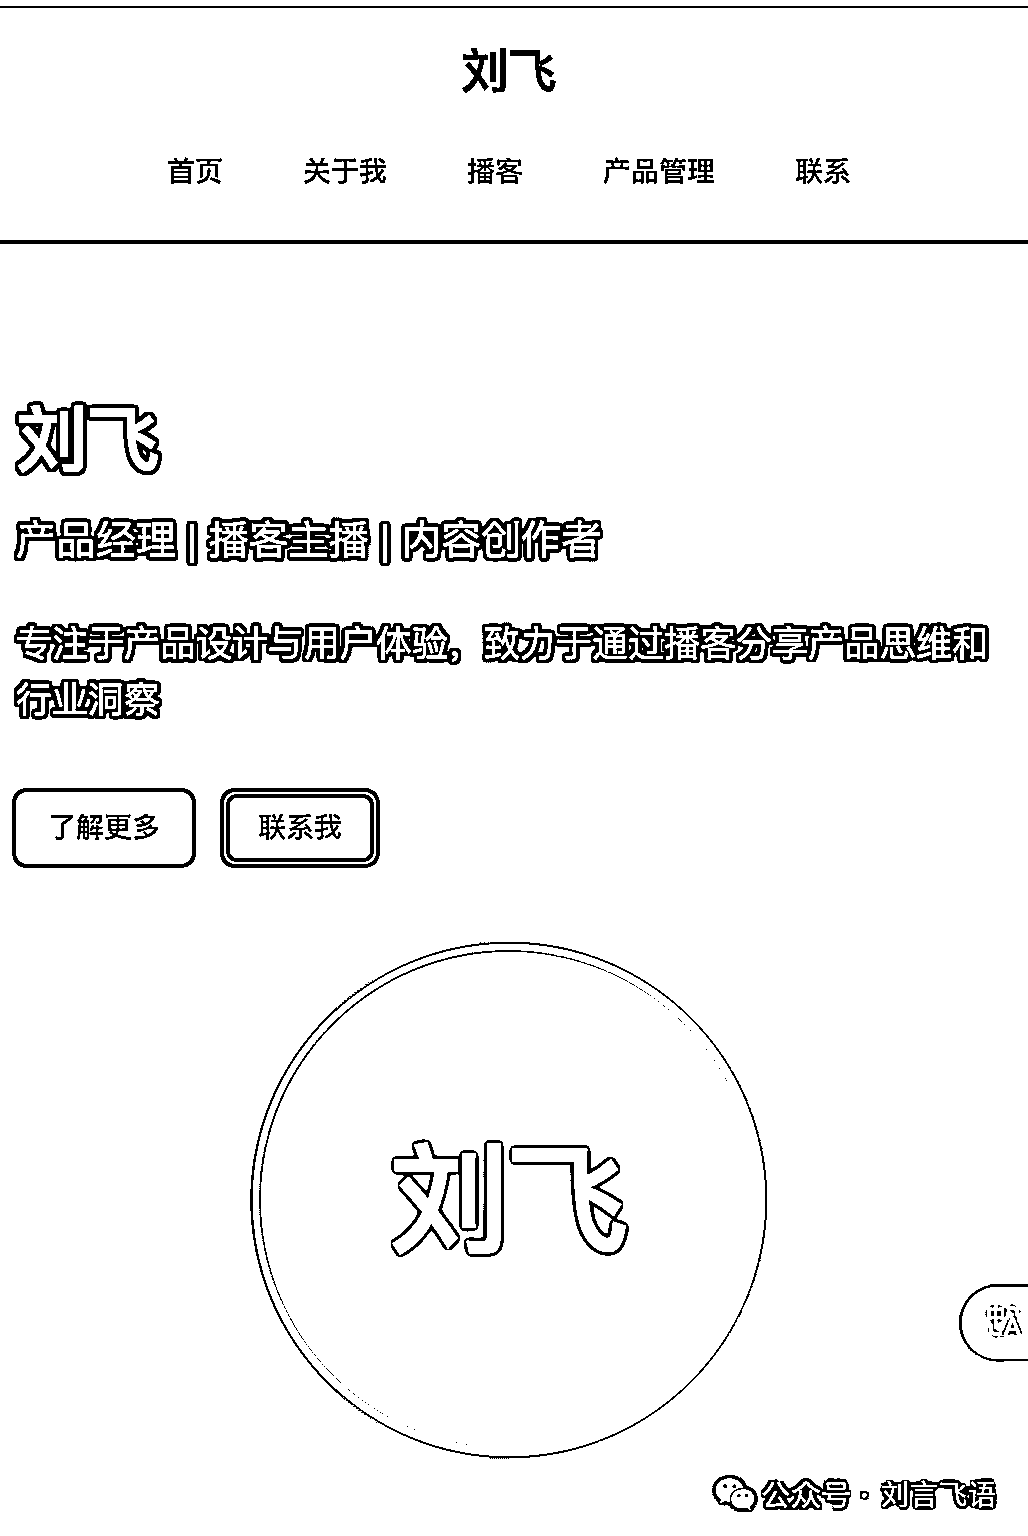 刘飞
首页 关于我 播客 产品管理 联系
刘飞
产品经理 | 播客主播 | 内容创作者
专注于产品设计与用户体验，致力于通过播客分享产品思维和
行业洞察
了解更多 联系我
刘飞
公众号 · 刘言飞语